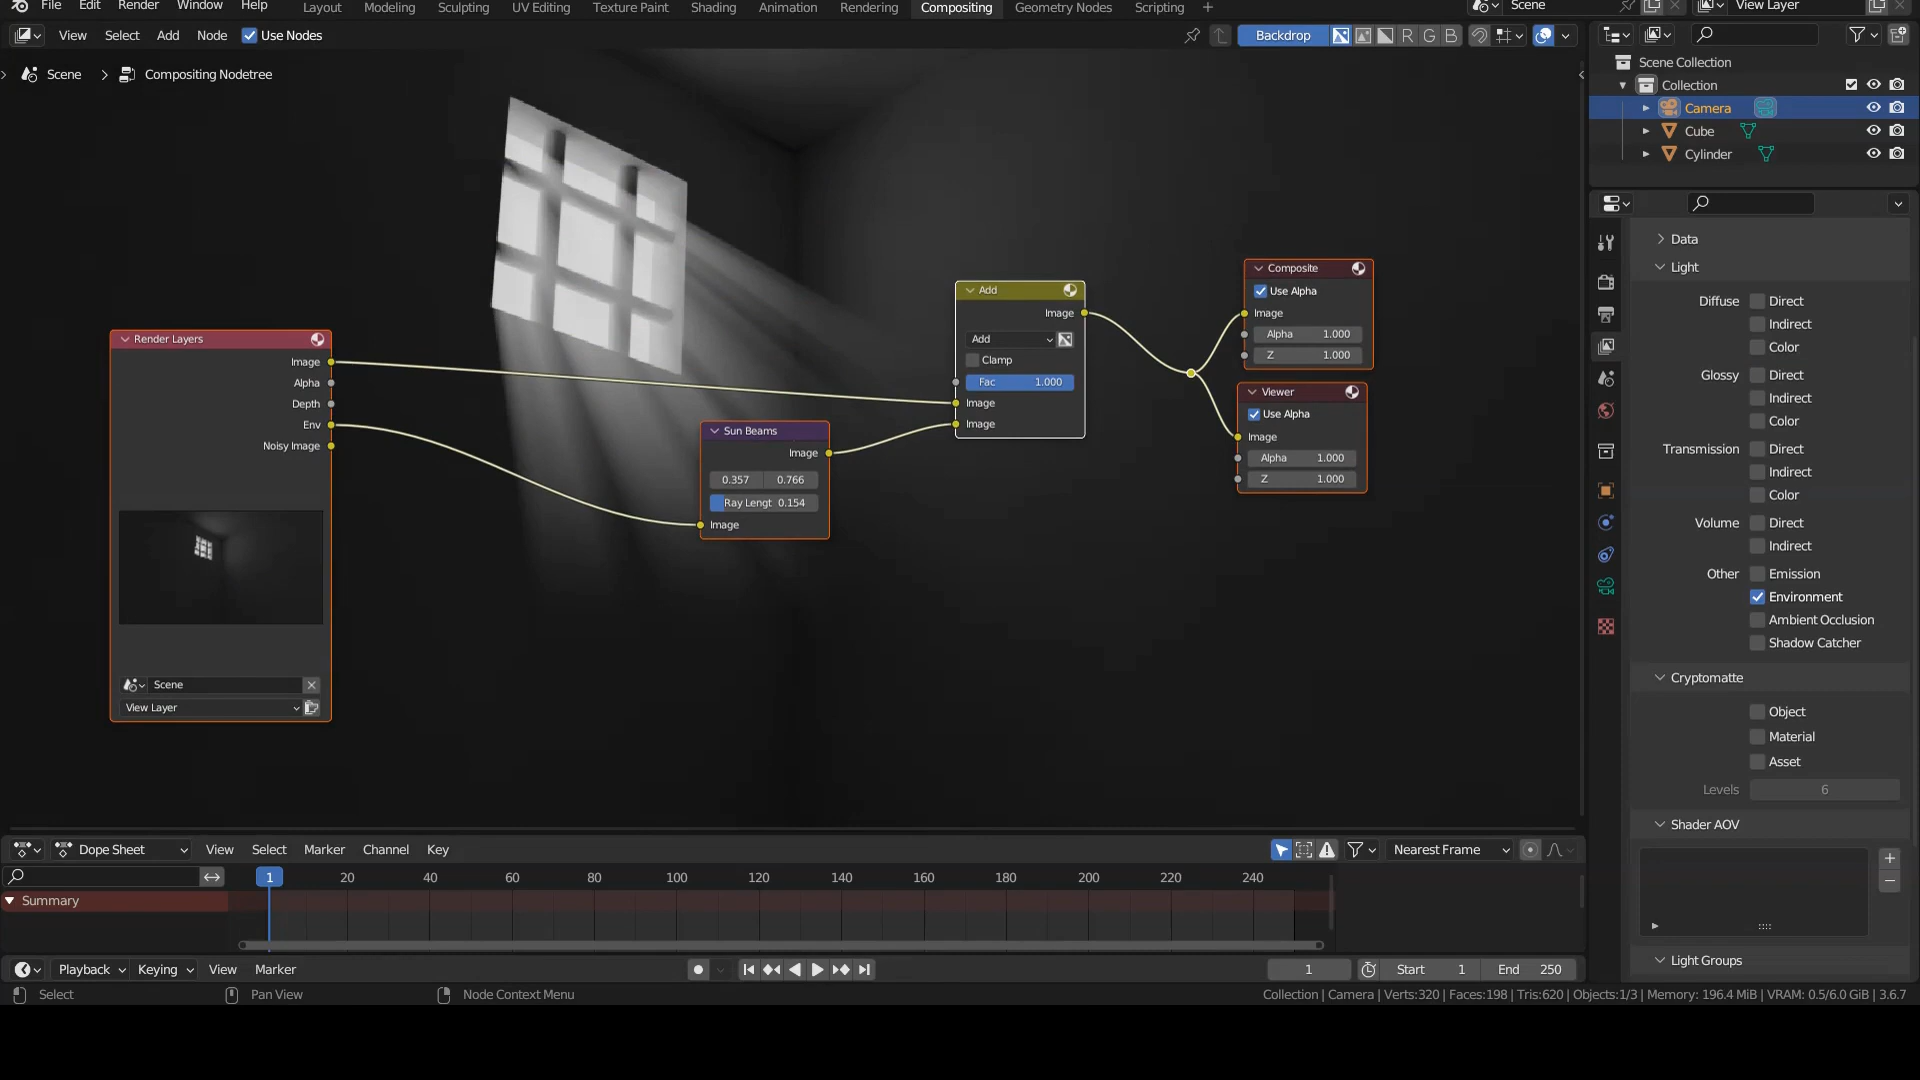 File Edit Render Window Help Layout Modeling Sculpting UV Editing Texture Paint Shading Animation Rendering Compositing Geometry Nodes Scripting + Scene View Layer
View Select Add Node Use Nodes Backdrop R G B
Scene > Compositing Nodetree
Scene Collection
Collection
Camera
Cube
Cylinder
Render Layers
Image
Alpha
Depth
Env
Noisy Image
Scene
View Layer
Sun Beams
Image
0.357 0.766
Ray Lengt 0.154
Image
Add
Image
Add
Clamp
Fac 1.000
Image
Image
Composite
Use Alpha
Image
Alpha 1.000
Z 1.000
Viewer
Use Alpha
Image
Alpha 1.000
Z 1.000
Data
Light
Diffuse Direct
Indirect
Color
Glossy Direct
Indirect
Color
Transmission Direct
Indirect
Color
Volume Direct
Indirect
Other Emission
Environment
Ambient Occlusion
Shadow Catcher
Cryptomatte
Object
Material
Asset
Levels 6
Shader AOV
Light Groups
Dope Sheet View Select Marker Channel Key Nearest Frame
1 20 40 60 80 100 120 140 160 180 200 220 240
Summary
Playback Keying View Marker 1 Start 1 End 250
Select Pan View Node Context Menu Collection | Camera | Verts:320 | Faces:198 | Tris:620 | Objects:1/3 | Memory: 196.4 MiB | VRAM: 0.5/6.0 GiB | 3.6.7